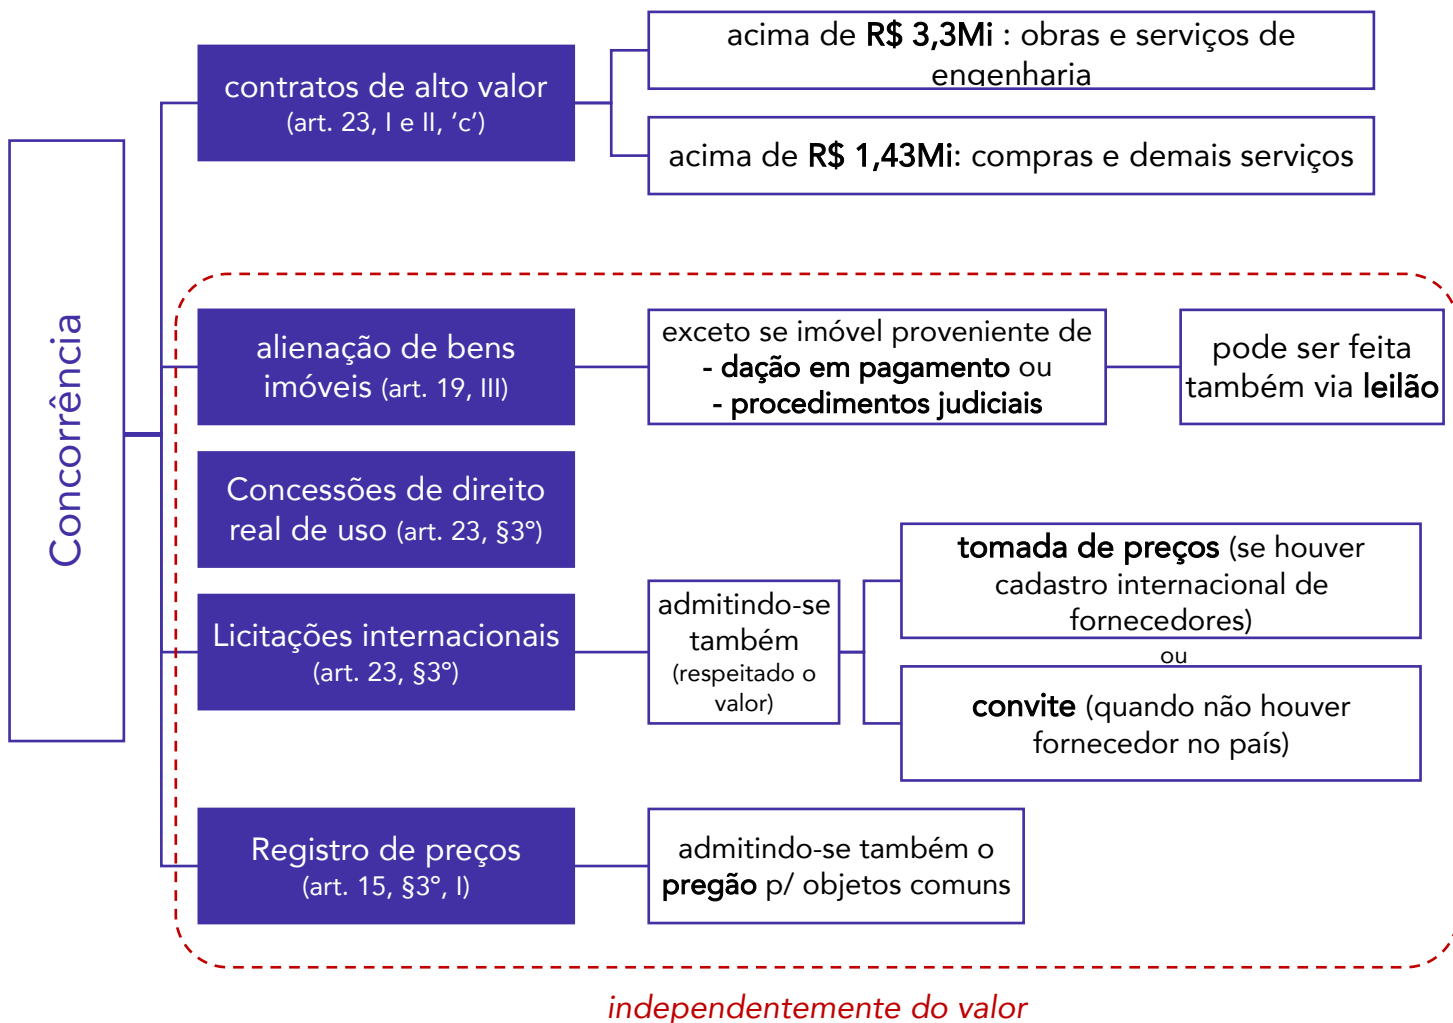 Concorrência
contratos de alto valor
(art. 23, I e II, ‘c’)
acima de R$ 3,3Mi : obras e serviços de
engenharia
acima de R$ 1,43Mi: compras e demais serviços
alienação de bens
imóveis (art. 19, III)
exceto se imóvel proveniente de
- dação em pagamento ou
- procedimentos judiciais
pode ser feita
também via leilão
Concessões de direito
real de uso (art. 23, §3º)
Licitações internacionais
(art. 23, §3º)
admitindo-se
também
(respeitado o
valor)
tomada de preços (se houver
cadastro internacional de
fornecedores)
ou
convite (quando não houver
fornecedor no país)
Registro de preços
(art. 15, §3º, I)
admitindo-se também o
pregão p/ objetos comuns
independentemente do valor